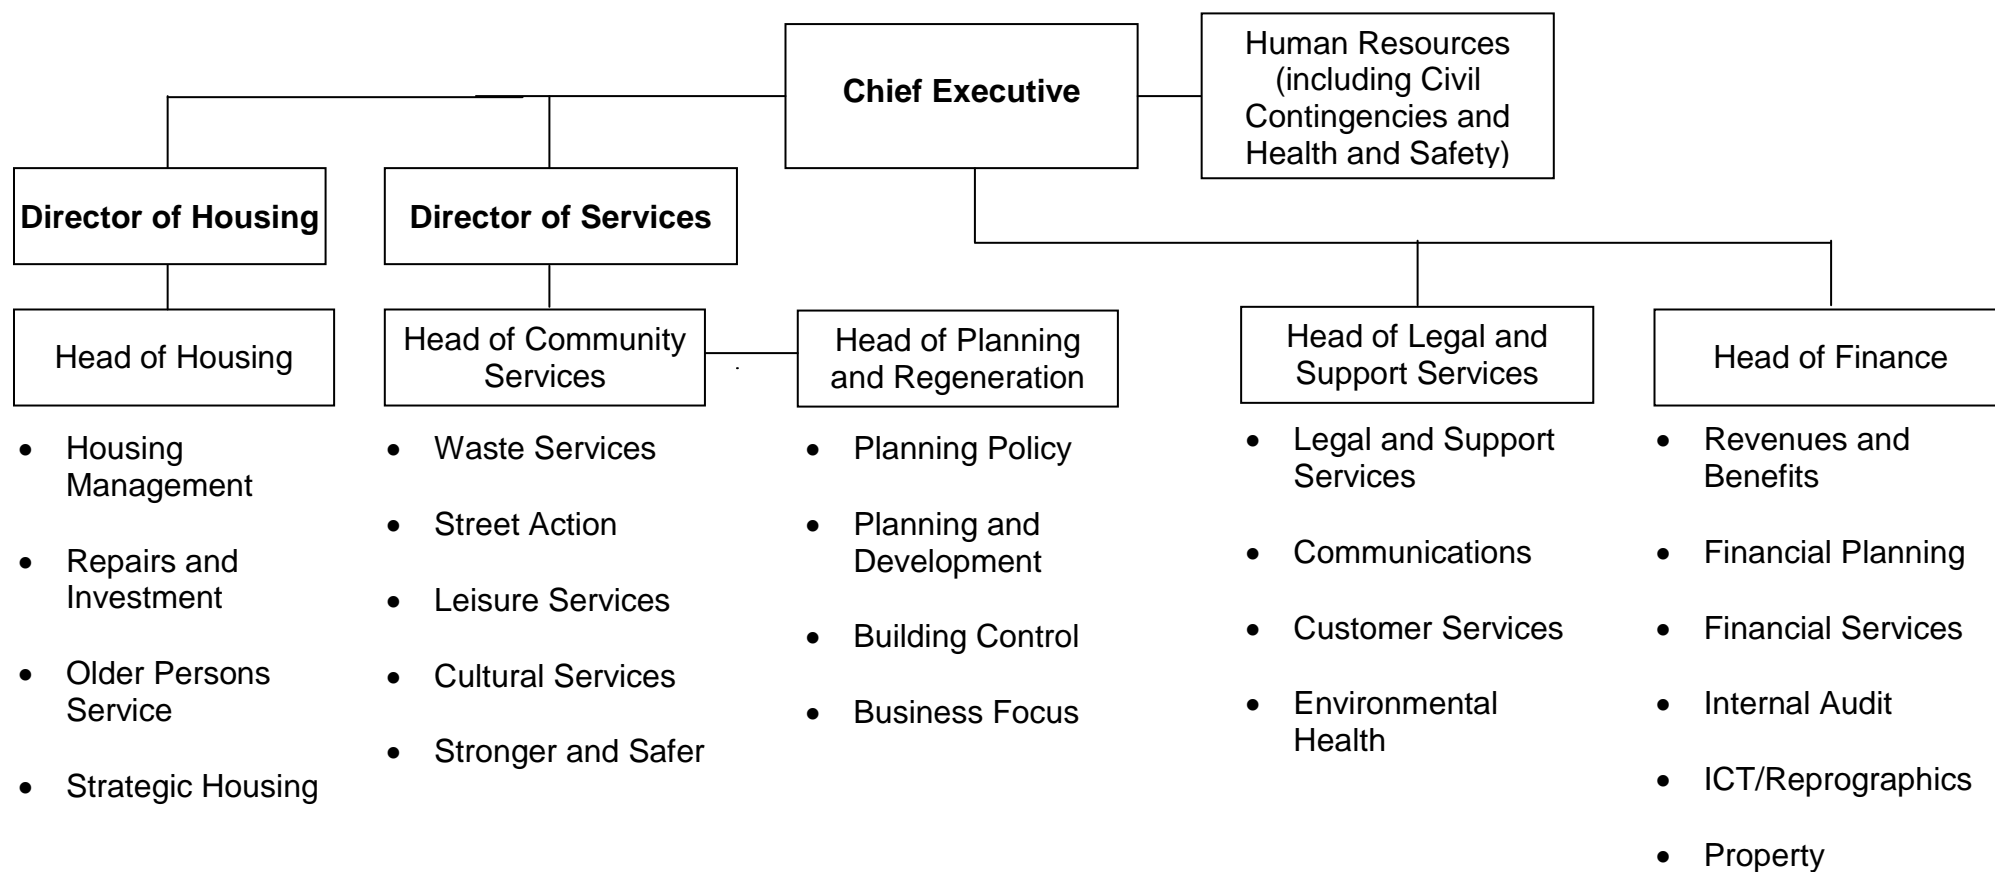 Chief Executive
Human Resources
(including Civil
Contingencies and
Health and Safety)
Director of Housing
Director of Services
Head of Housing
Head of Community
Services
Head of Planning
and Regeneration
Head of Legal and
Support Services
Head of Finance
• Housing
Management
• Repairs and
Investment
• Older Persons
Service
• Strategic Housing
• Waste Services
• Street Action
• Leisure Services
• Cultural Services
• Stronger and Safer
• Planning Policy
• Planning and
Development
• Building Control
• Business Focus
• Legal and Support
Services
• Communications
• Customer Services
• Environmental
Health
• Revenues and
Benefits
• Financial Planning
• Financial Services
• Internal Audit
• ICT/Reprographics
• Property